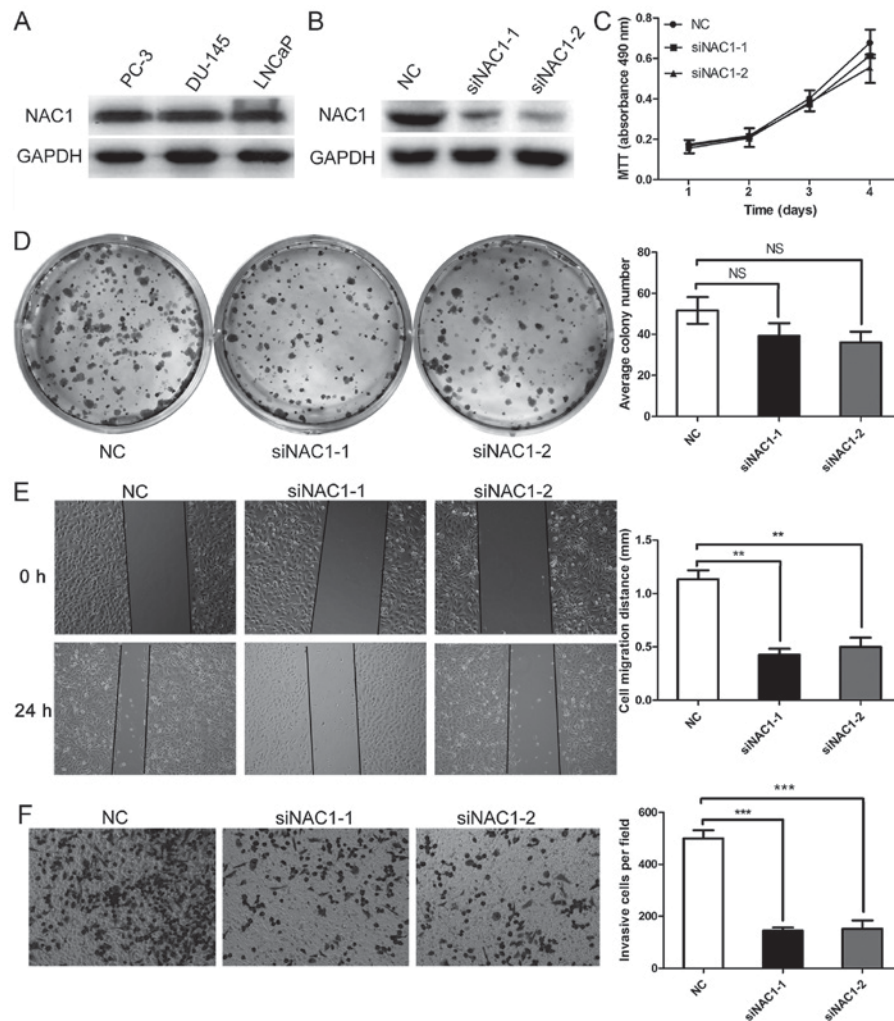 A
PC-3
DU-145
LNCaP
NAC1
GAPDH
B
NC
siNAC1-1
siNAC1-2
NAC1
GAPDH
C
NC
siNAC1-1
siNAC1-2
MTT (absorbance 490 nm)
0.8
0.6
0.4
0.2
0.0
1
2
3
4
Time (days)
D
NC
siNAC1-1
siNAC1-2
Average colony number
80
60
40
20
0
NS
NS
NC
siNAC1-1
siNAC1-2
E
NC
siNAC1-1
siNAC1-2
0 h
24 h
Cell migration distance (mm)
1.5
1.0
0.5
0.0
**
**
NC
siNAC1-1
siNAC1-2
F
NC
siNAC1-1
siNAC1-2
Invasive cells per field
600
400
200
0
***
***
NC
siNAC1-1
siNAC1-2